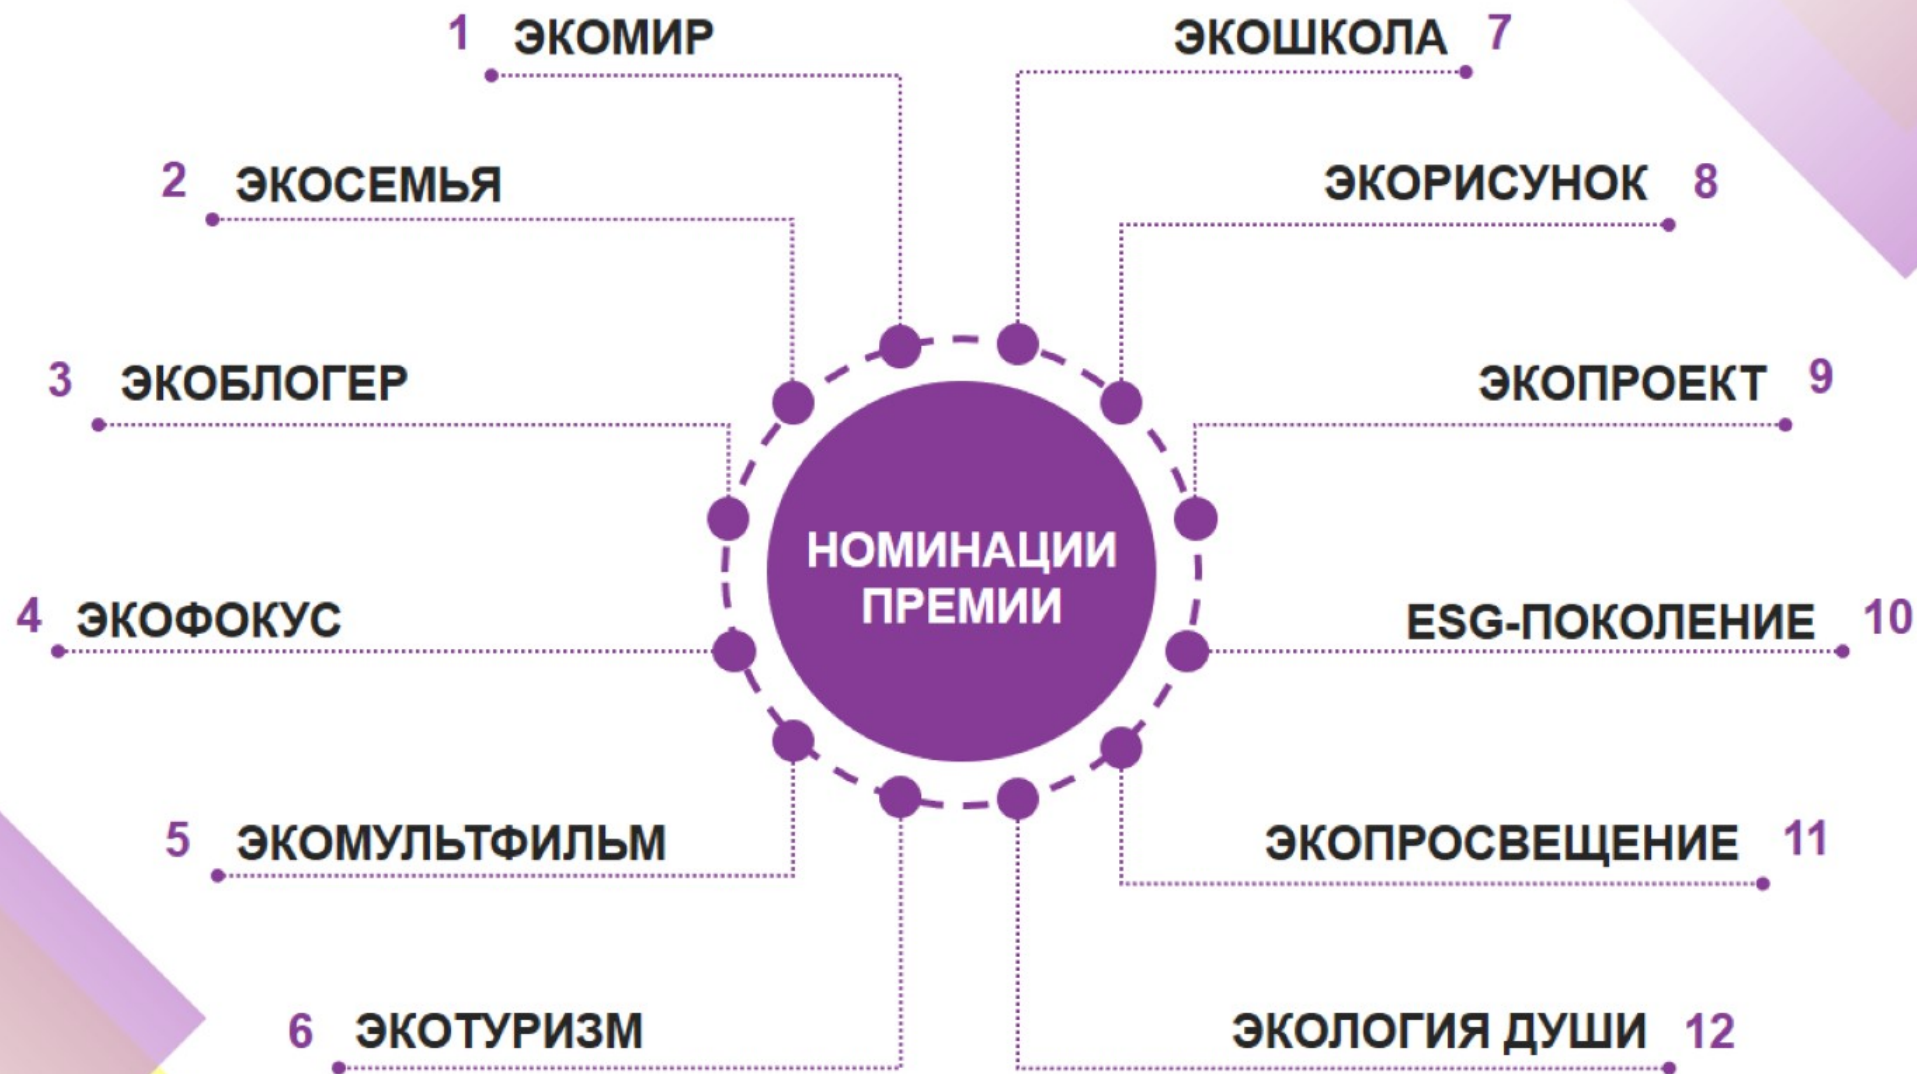 1 ЭКОМИР
2 ЭКОСЕМЬЯ
3 ЭКОБЛОГЕР
4 ЭКОФОКУС
5 ЭКОМУЛЬТФИЛЬМ
6 ЭКОТУРИЗМ
НОМИНАЦИИ
ПРЕМИИ
ЭКОШКОЛА 7
ЭКОРИСУНОК 8
ЭКОПРОЕКТ 9
ESG-ПОКОЛЕНИЕ 10
ЭКОПРОСВЕЩЕНИЕ 11
ЭКОЛОГИЯ ДУШИ 12